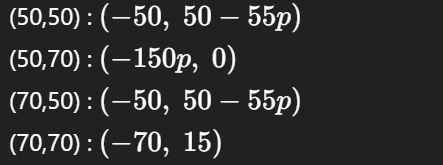 (50,50) : (−50, 50 − 55p)
(50,70) : (−150p, 0)
(70,50) : (−50, 50 − 55p)
(70,70) : (−70, 15)